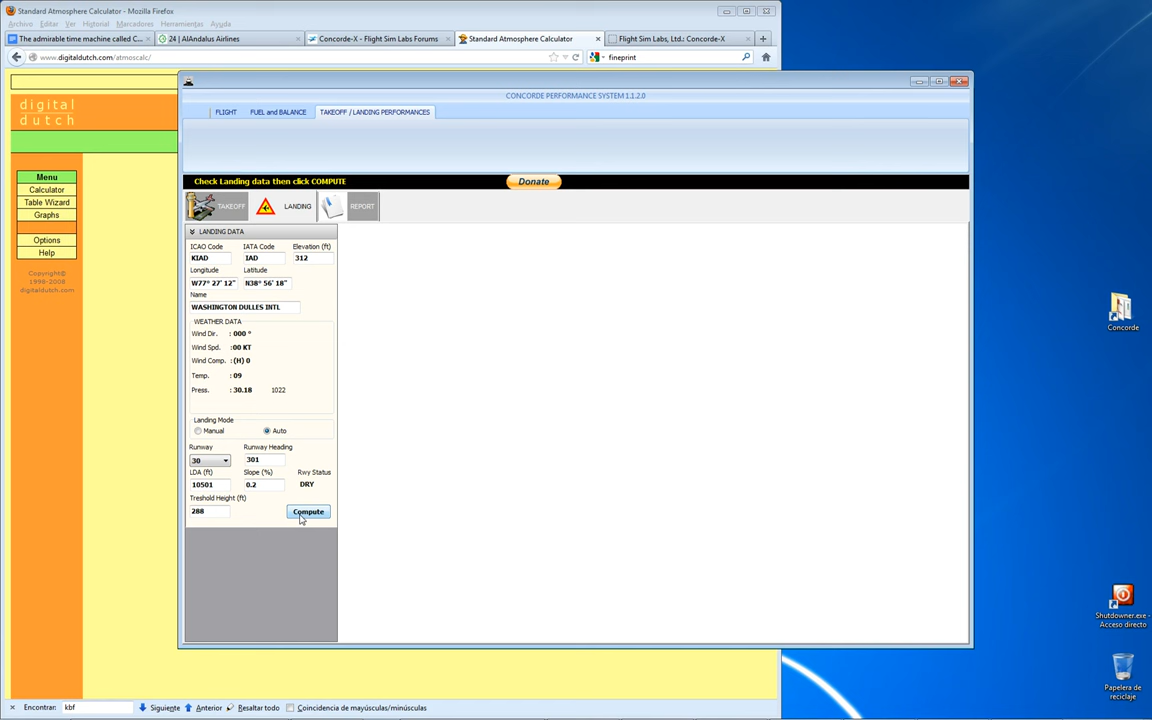 Standard Atmosphere Calculator - Mozilla Firefox
Archivo Editar Ver Historial Marcadores Herramientas Ayuda
The admirable time machine called C... × 24 | AlAndalus Airlines × Concorde-X - Flight Sim Labs Forums × Standard Atmosphere Calculator × Flight Sim Labs, Ltd.: Concorde-X × +
www.digitaldutch.com/atmoscalc/ fineprint
CONCORDE PERFORMANCE SYSTEM 1.1.2.0
digital
dutch
FLIGHT FUEL and BALANCE TAKEOFF / LANDING PERFORMANCES
Menu
Calculator
Table Wizard
Graphs
Options
Help
Copyright©
1998-2008
digitaldutch.com
Check Landing data then click COMPUTE Donate
TAKEOFF LANDING REPORT
LANDING DATA
ICAO Code IATA Code Elevation (ft)
KIAD IAD 312
Longitude Latitude
W77° 27' 12" N38° 56' 18"
Name
WASHINGTON DULLES INTL
WEATHER DATA
Wind Dir. : 000 °
Wind Spd. :00 KT
Wind Comp. : (H) 0
Temp. : 09
Press. : 30.18 1022
Landing Mode
Manual Auto
Runway Runway Heading
30 301
LDA (ft) Slope (%) Rwy Status
10501 0.2 DRY
Treshold Height (ft)
288 Compute
Concorde
Shutdowner.exe -
Acceso directo
Papelera de
reciclaje
× Encontrar: kbf Siguiente Anterior Resaltar todo Coincidencia de mayúsculas/minúsculas